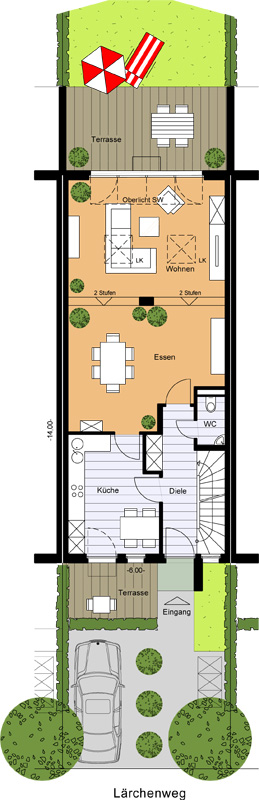 Terrasse
Oberlicht SW
LK
Wohnen
LK
2 Stufen
2 Stufen
Essen
WC
-14.00-
Küche
Diele
-6.00-
Terrasse
Eingang
Lärchenweg